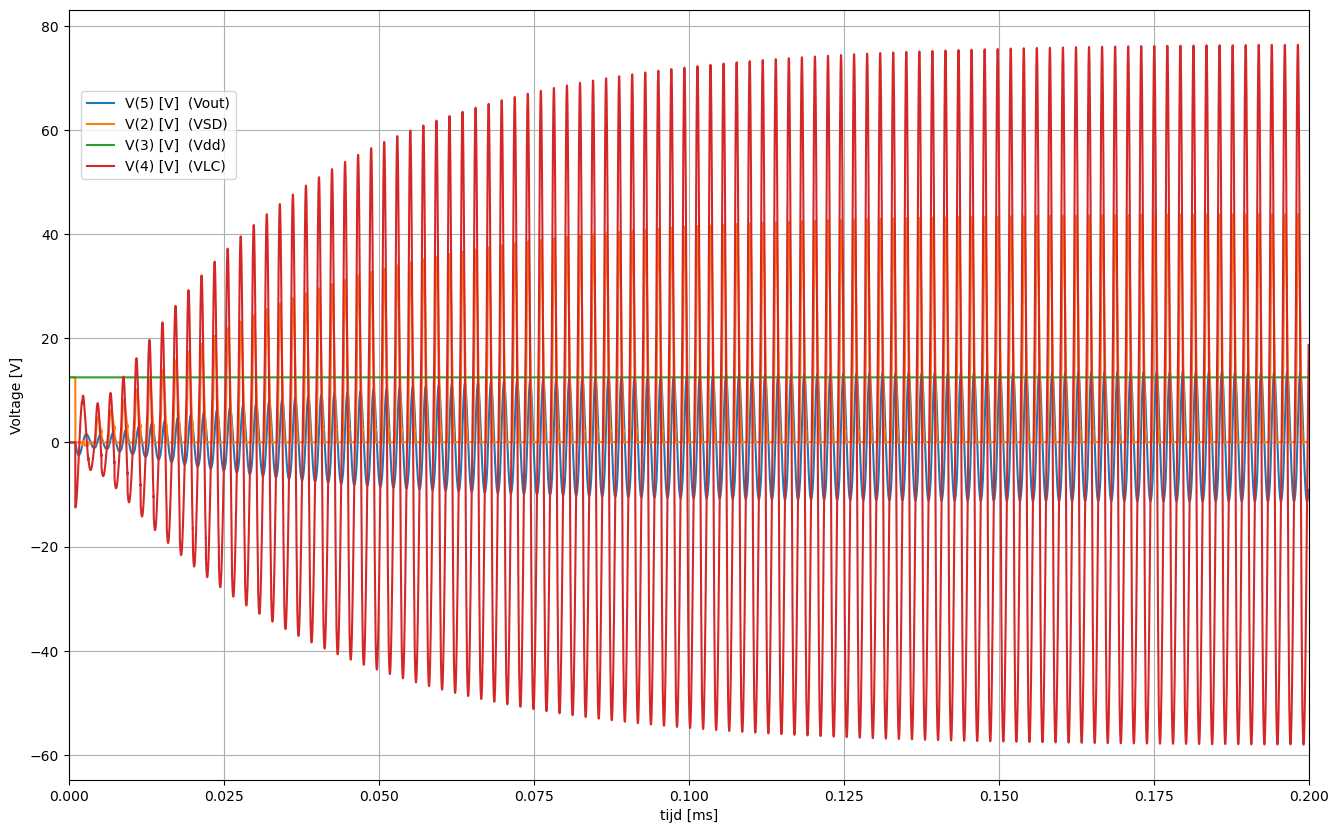 80
60
40
20
0
−20
−40
−60
Voltage [V]
V(5) [V]  (Vout)
V(2) [V]  (VSD)
V(3) [V]  (Vdd)
V(4) [V]  (VLC)
0.000 0.025 0.050 0.075 0.100 0.125 0.150 0.175 0.200
tijd [ms]